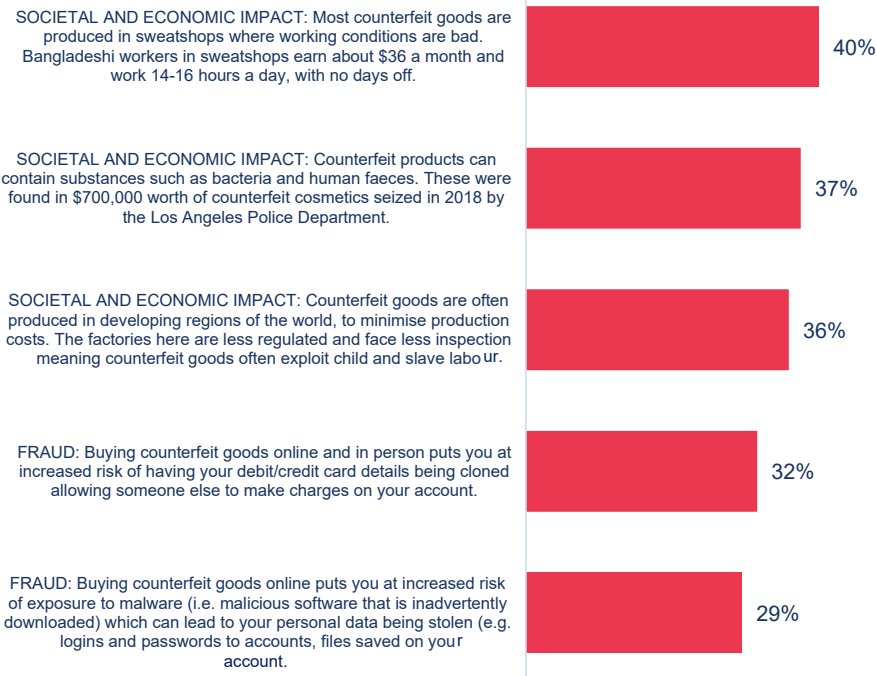 SOCIETAL AND ECONOMIC IMPACT: Most counterfeit goods are
produced in sweatshops where working conditions are bad.
Bangladeshi workers in sweatshops earn about $36 a month and
work 14-16 hours a day, with no days off.
40%
SOCIETAL AND ECONOMIC IMPACT: Counterfeit products can
contain substances such as bacteria and human faeces. These were
found in $700,000 worth of counterfeit cosmetics seized in 2018 by
the Los Angeles Police Department.
37%
SOCIETAL AND ECONOMIC IMPACT: Counterfeit goods are often
produced in developing regions of the world, to minimise production
costs. The factories here are less regulated and face less inspection
meaning counterfeit goods often exploit child and slave labour.
36%
FRAUD: Buying counterfeit goods online and in person puts you at
increased risk of having your debit/credit card details being cloned
allowing someone else to make charges on your account.
32%
FRAUD: Buying counterfeit goods online puts you at increased risk
of exposure to malware (i.e. malicious software that is inadvertently
downloaded) which can lead to your personal data being stolen (e.g.
logins and passwords to accounts, files saved on your
account.
29%